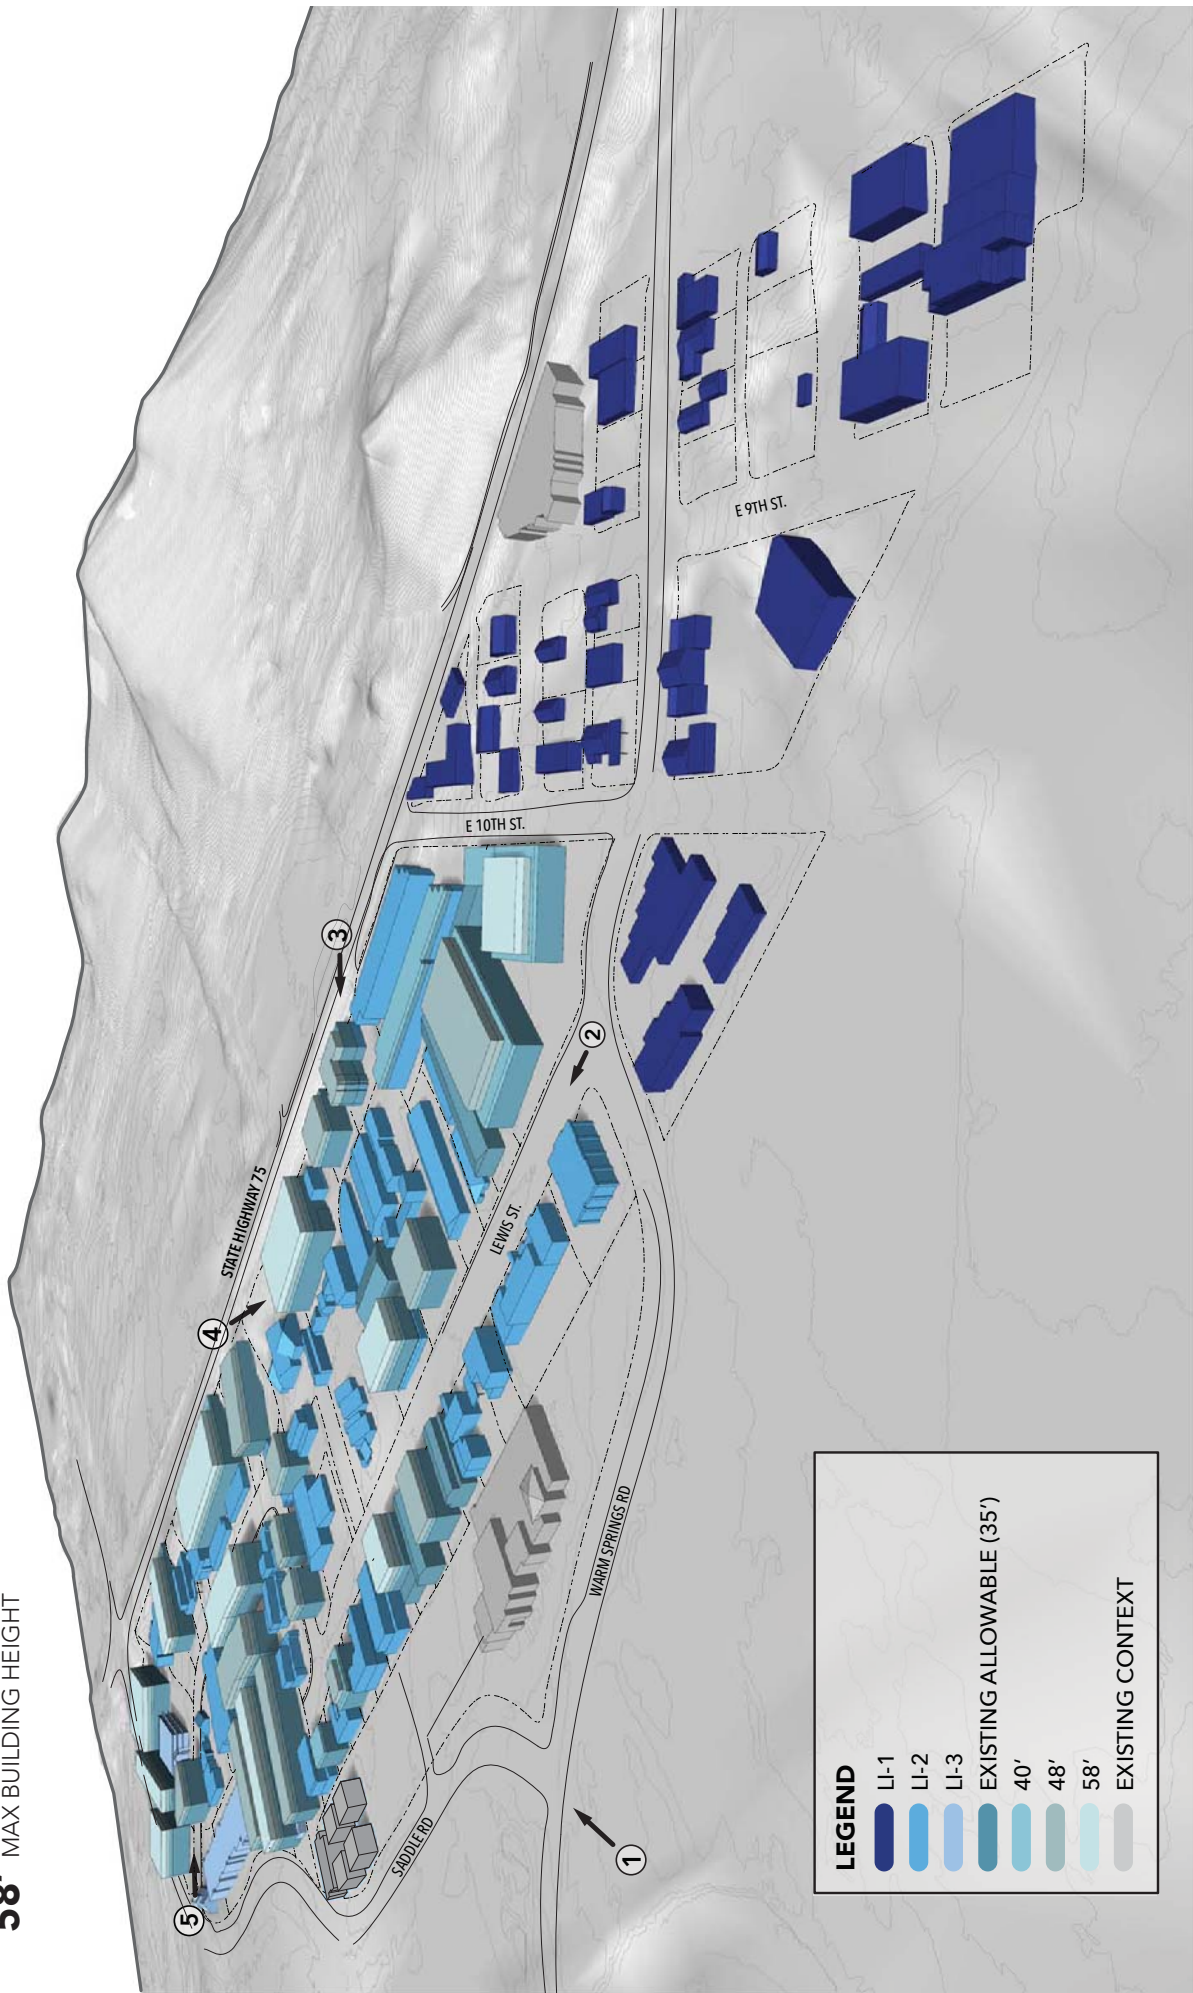 58' MAX BUILDING HEIGHT
STATE HIGHWAY 75
E 10TH ST.
E 9TH ST.
LEWIS ST.
WARM SPRINGS RD
SADDLE RD
1
2
3
4
5
LEGEND
LI-1
LI-2
LI-3
EXISTING ALLOWABLE (35')
40'
48'
58'
EXISTING CONTEXT